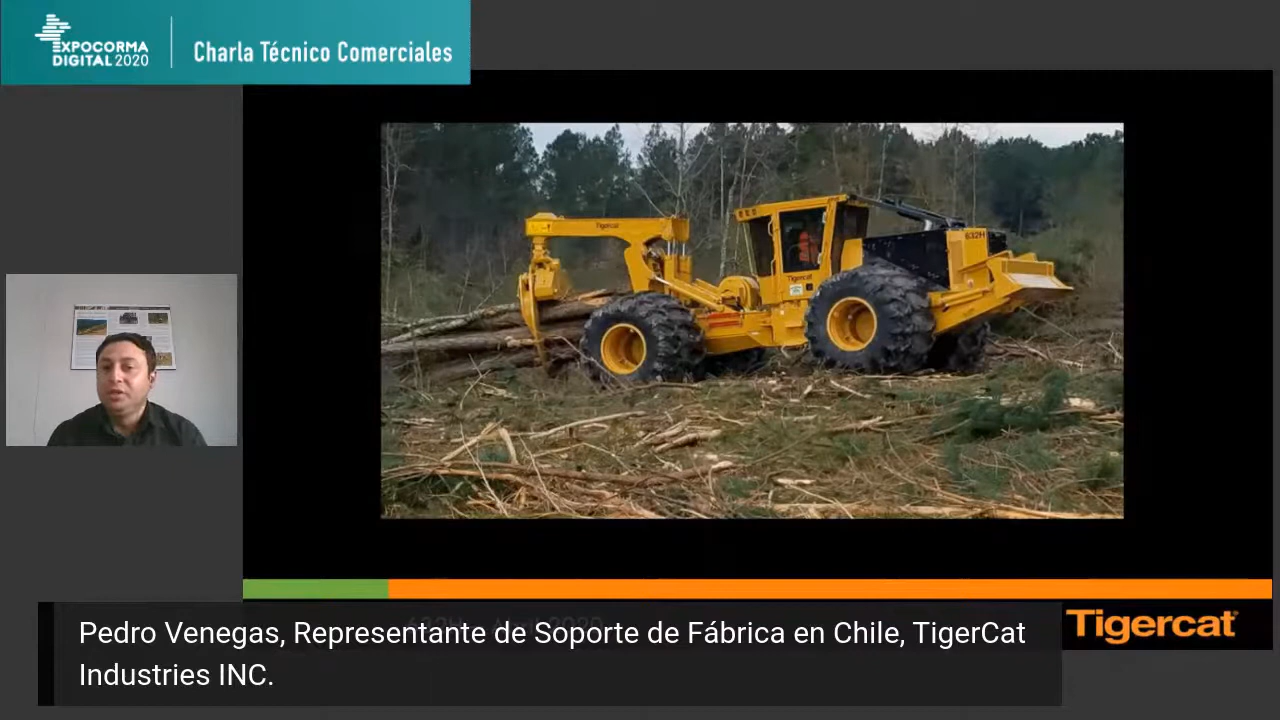 EXPOCORMA
DIGITAL 2020
Charla Técnico Comerciales
Tigercat
632H
Tigercat
Tigercat
Pedro Venegas, Representante de Soporte de Fábrica en Chile, TigerCat
Industries INC.